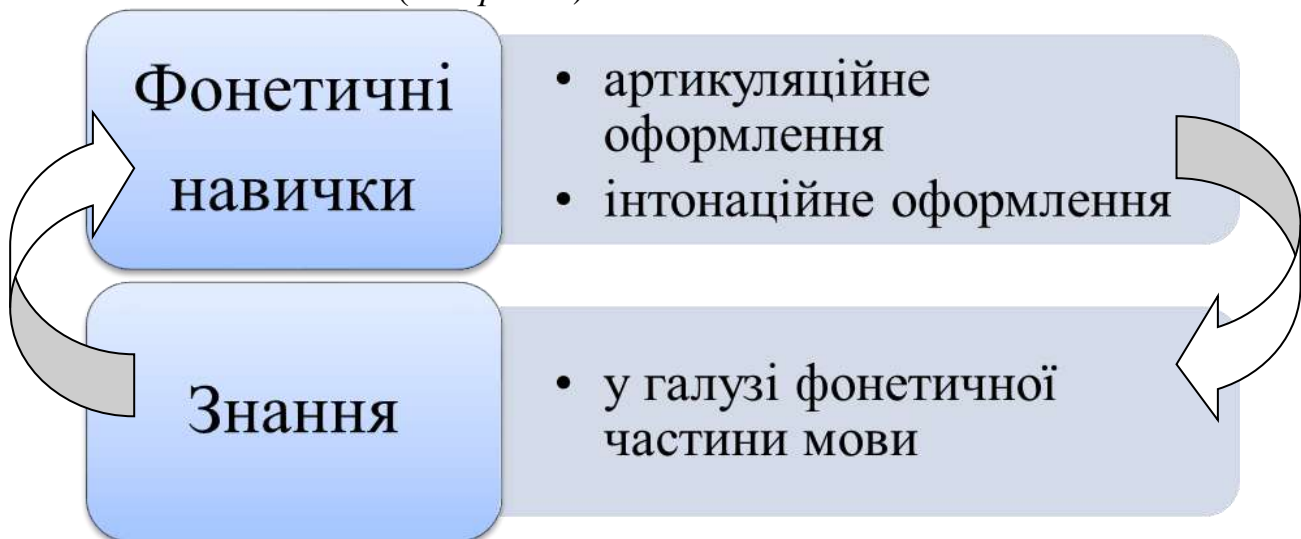 Фонетичні
навички
• артикуляційне
оформлення
• інтонаційне оформлення
Знання
• у галузі фонетичної
частини мови